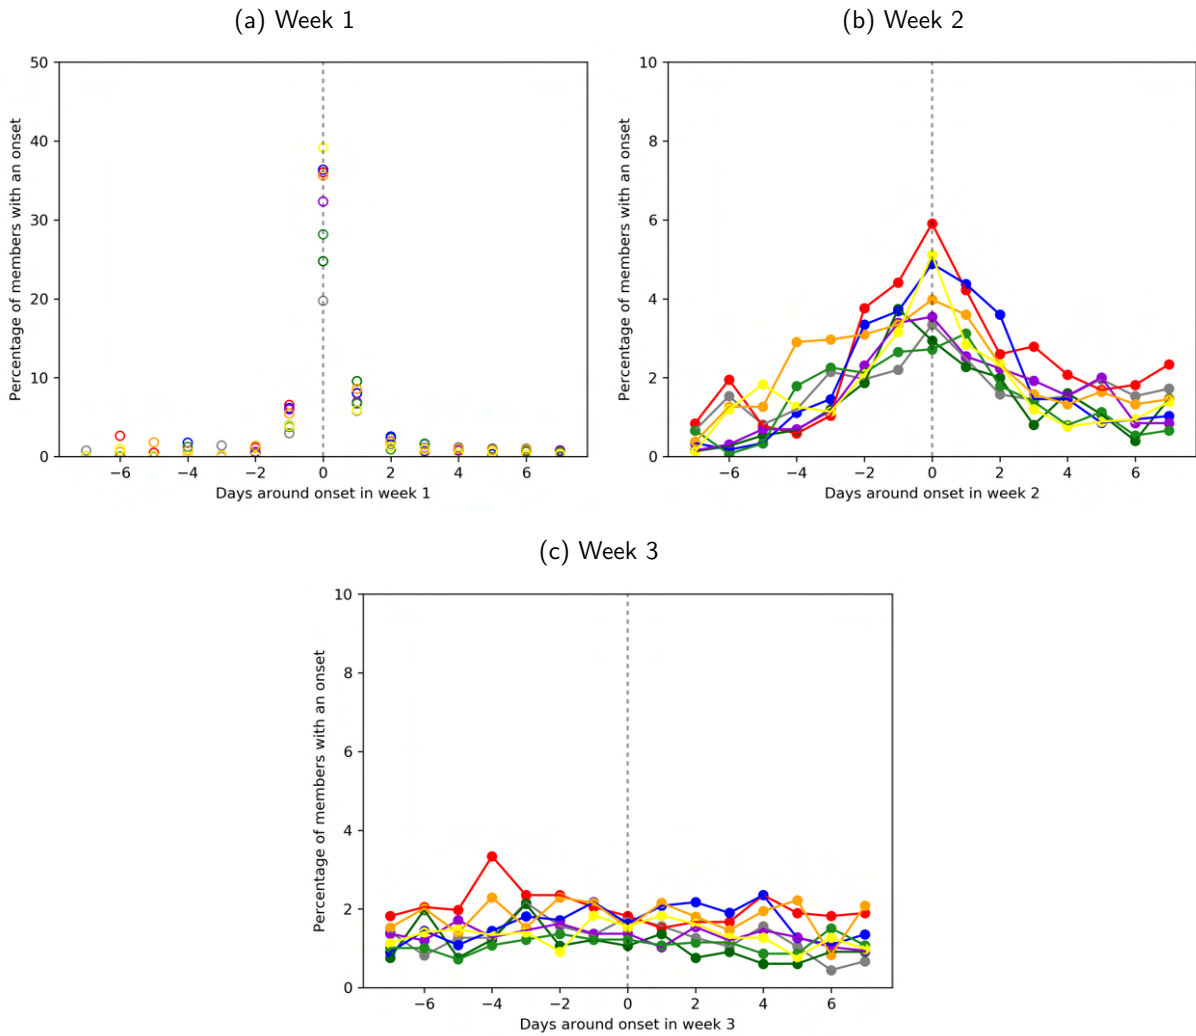 (a) Week 1
50
40
30
20
10
0
Percentage of members with an onset
−6 −4 −2 0 2 4 6
Days around onset in week 1
(b) Week 2
10
8
6
4
2
0
Percentage of members with an onset
−6 −4 −2 0 2 4 6
Days around onset in week 2
(c) Week 3
10
8
6
4
2
0
Percentage of members with an onset
−6 −4 −2 0 2 4 6
Days around onset in week 3